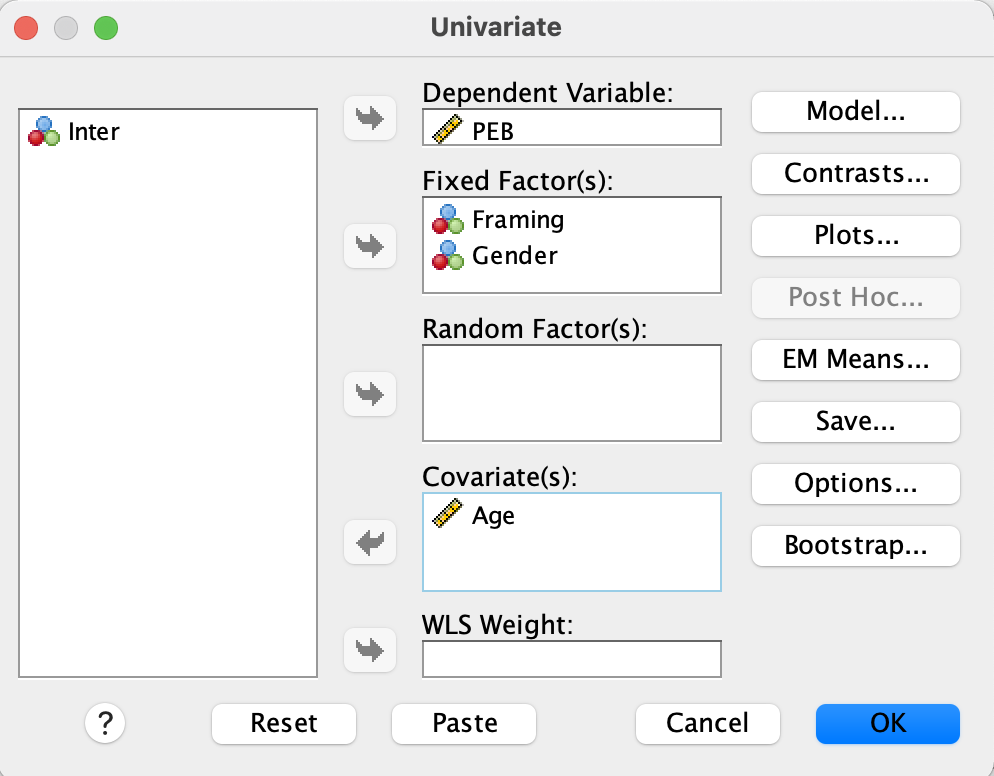 Univariate
Inter
Dependent Variable:
PEB
Fixed Factor(s):
Framing
Gender
Random Factor(s):
Covariate(s):
Age
WLS Weight:
Model...
Contrasts...
Plots...
Post Hoc...
EM Means...
Save...
Options...
Bootstrap...
?
Reset
Paste
Cancel
OK